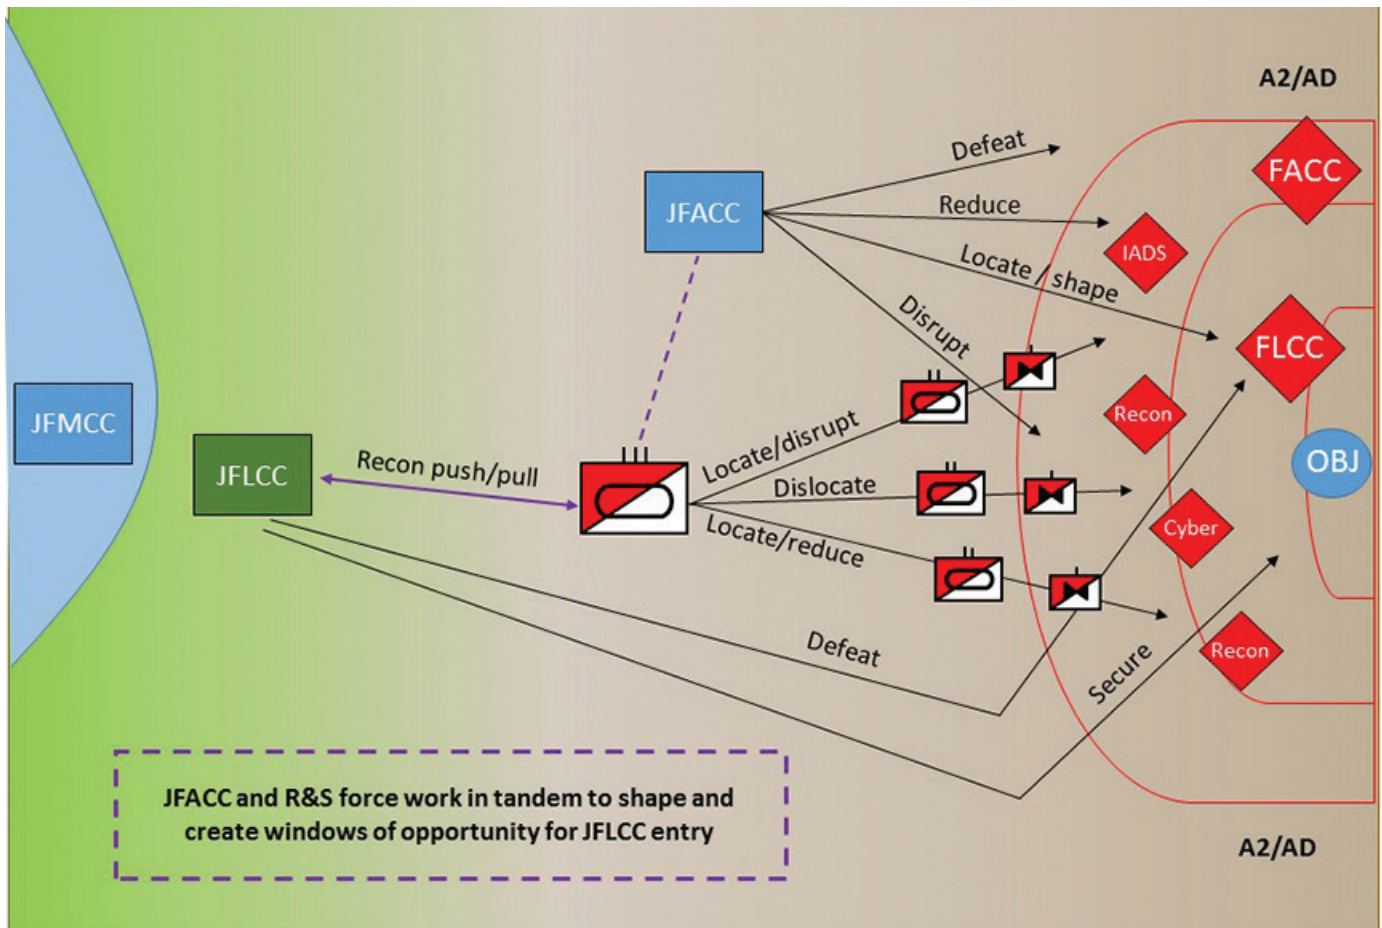 A2/AD
FACC
Defeat
JFACC
Reduce
IADS
Locate / shape
Disrupt
FLCC
JFMCC
Recon
Locate/disrupt
JFLCC
Recon push/pull
Dislocate
OBJ
Locate/reduce
Cyber
Defeat
Secure
Recon
JFACC and R&S force work in tandem to shape and
create windows of opportunity for JFLCC entry
A2/AD